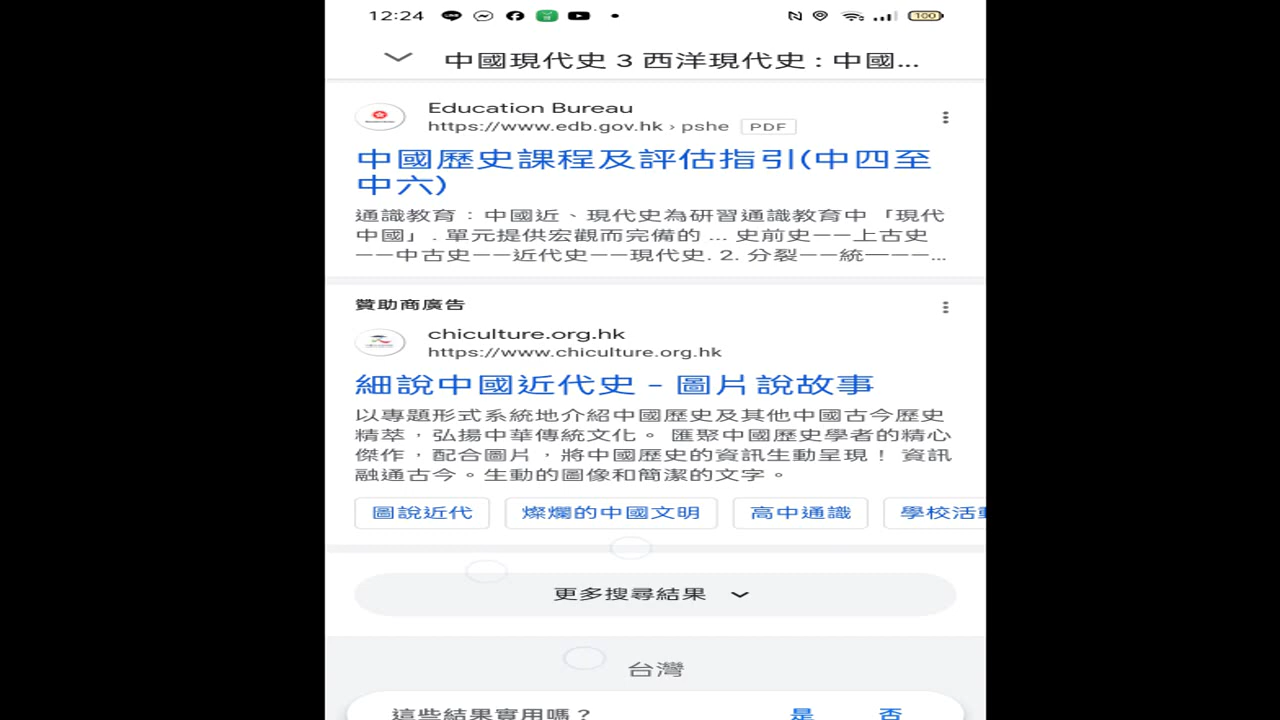 12:24
100
中國現代史 3 西洋現代史 : 中國...
Education Bureau
https://www.edb.gov.hk › pshe PDF
中國歷史課程及評估指引(中四至
中六)
通識教育：中國近、現代史為研習通識教育中「現代
中國」. 單元提供宏觀而完備的 ... 史前史——上古史
——中古史——近代史——現代史. 2. 分裂——統一———...
贊助商廣告
chiculture.org.hk
https://www.chiculture.org.hk
細說中國近代史 - 圖片說故事
以專題形式系統地介紹中國歷史及其他中國古今歷史
精萃，弘揚中華傳統文化。 匯聚中國歷史學者的精心
傑作，配合圖片，將中國歷史的資訊生動呈現！ 資訊
融通古今。生動的圖像和簡潔的文字。
圖說近代 燦爛的中國文明 高中通識 學校活動
更多搜尋結果
台灣
這些結果實用嗎？ 是 否